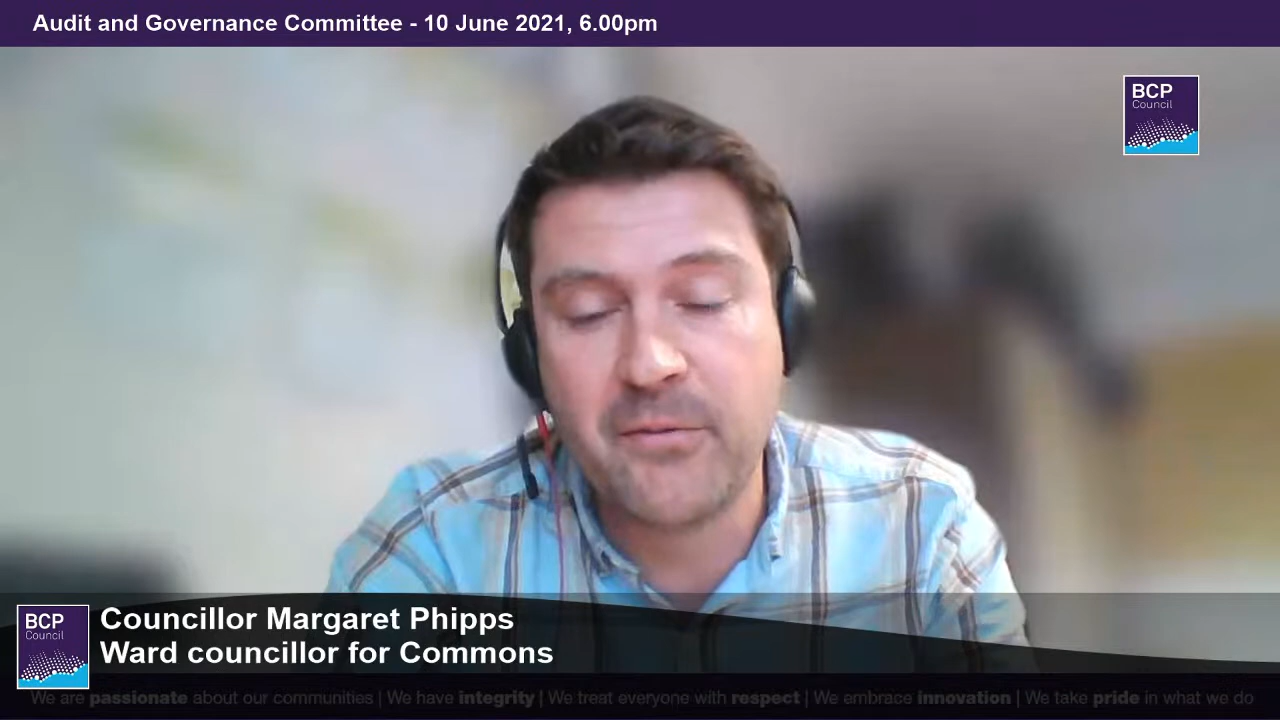 Audit and Governance Committee - 10 June 2021, 6.00pm
BCP
Council
BCP
Council
Councillor Margaret Phipps
Ward councillor for Commons
We are passionate about our communities | We have integrity | We treat everyone with respect | We embrace innovation | We take pride in what we do